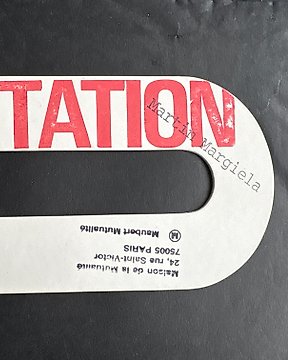 TATION
Martin Margiela
Maison de la Mutualité
24, rue Saint-Victor
75005 PARIS
M Maubert Mutualité